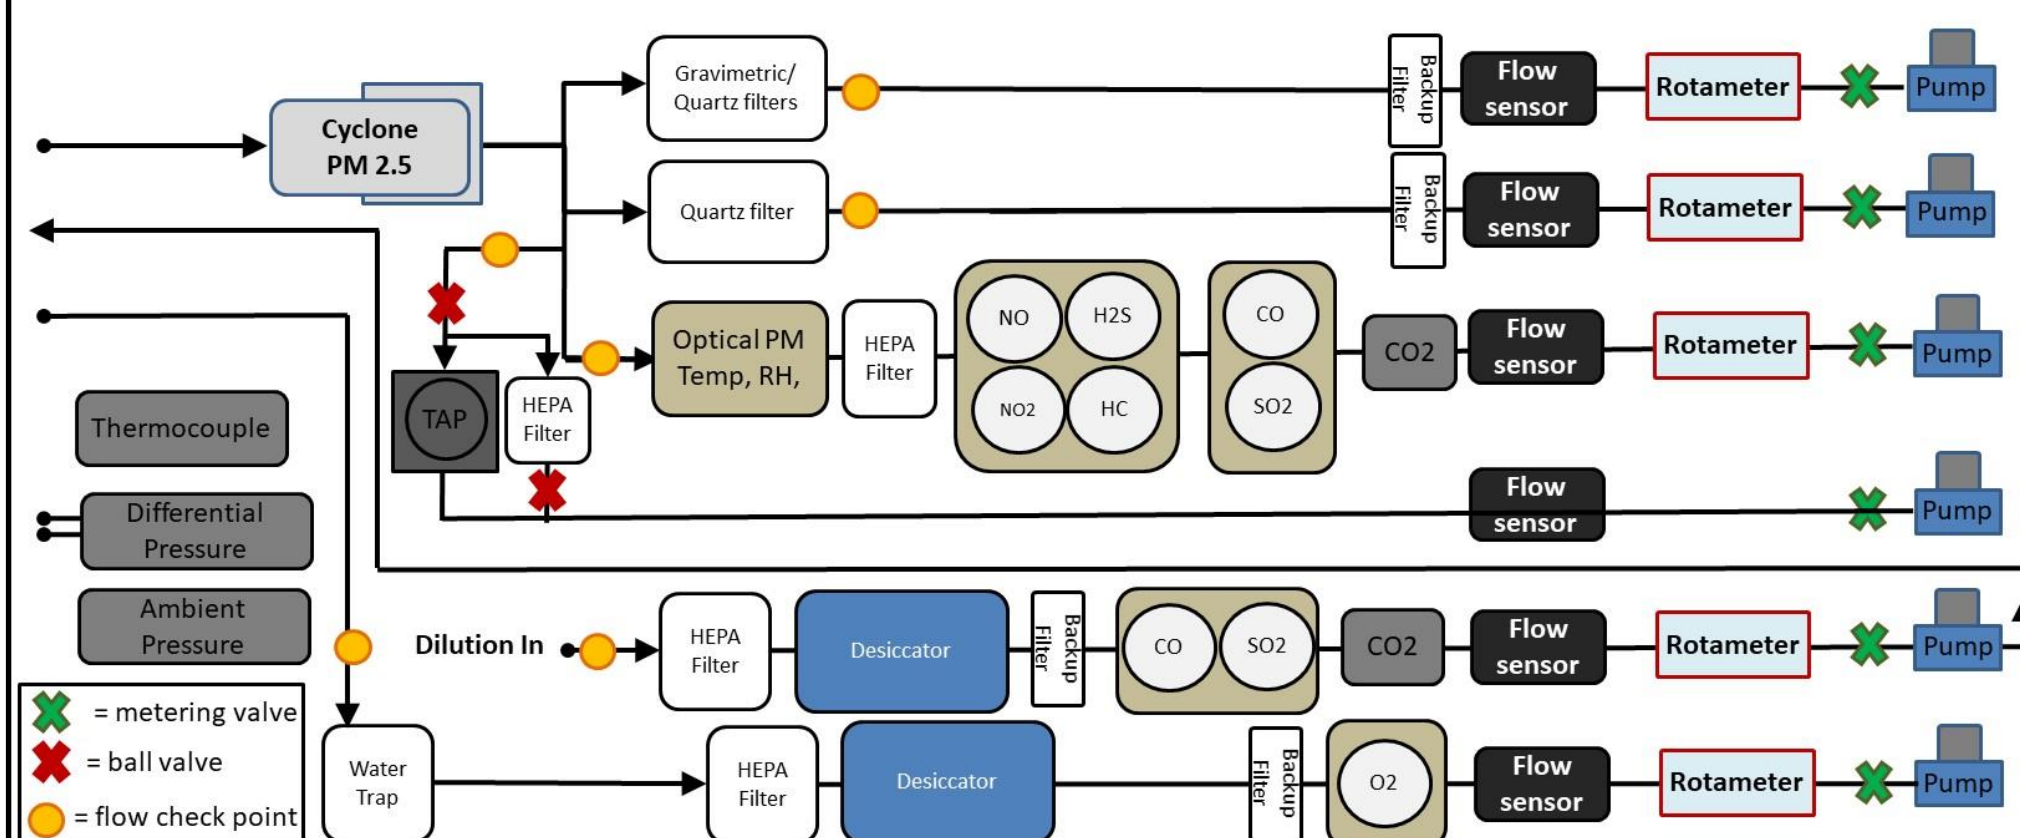 Gravimetric/
Quartz filters
Backup
Filter
Flow
sensor
Rotameter
Pump
Cyclone
PM 2.5
Quartz filter
Backup
Filter
Flow
sensor
Rotameter
Pump
Optical PM
Temp, RH,
HEPA
Filter
NO
H2S
NO2
HC
CO
SO2
CO2
Flow
sensor
Rotameter
Pump
TAP
HEPA
Filter
Thermocouple
Flow
sensor
Pump
Differential
Pressure
Ambient
Pressure
Dilution In
HEPA
Filter
Desiccator
Backup
Filter
CO
SO2
CO2
Flow
sensor
Rotameter
Pump
= metering valve
= ball valve
= flow check point
Water
Trap
HEPA
Filter
Desiccator
Backup
Filter
O2
Flow
sensor
Rotameter
Pump